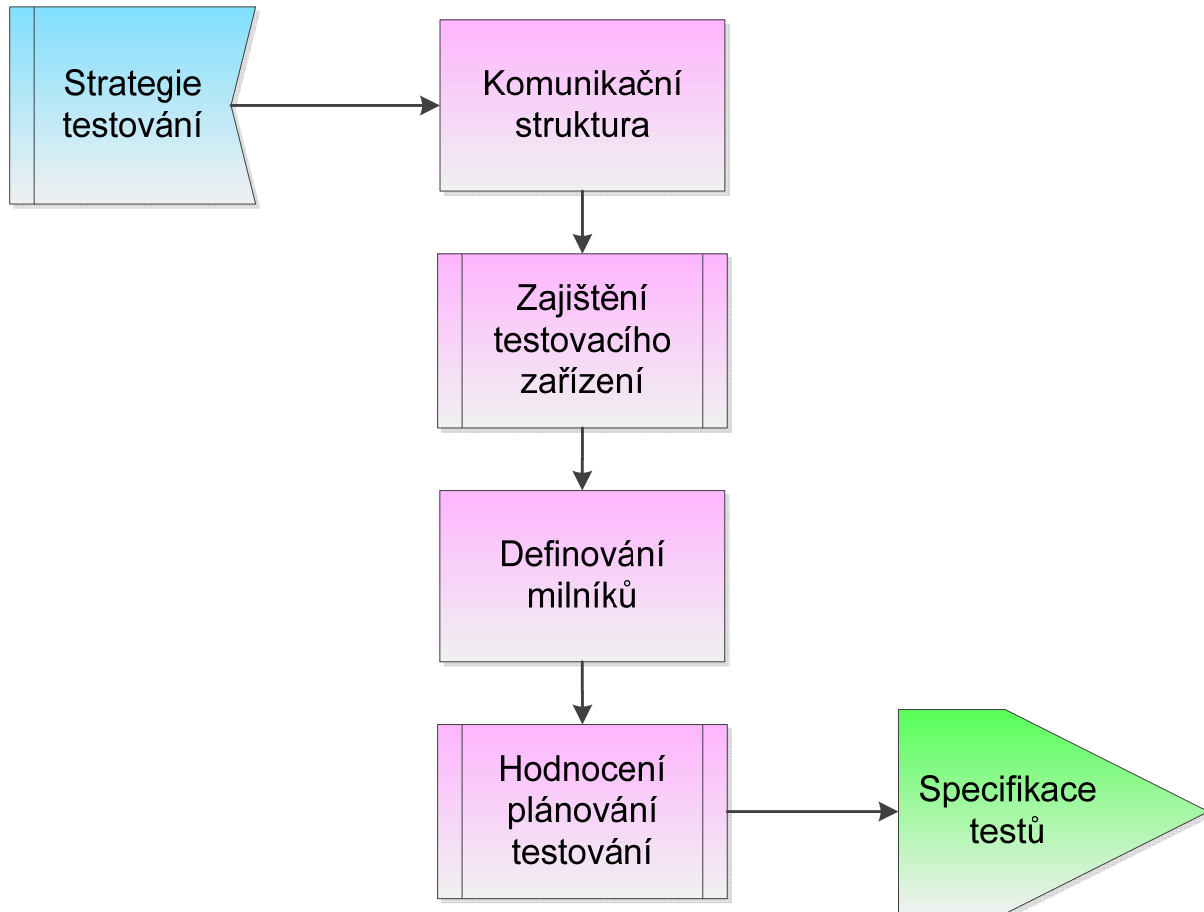 Strategie
testování
Komunikační
struktura
Zajištění
testovacího
zařízení
Definování
milníků
Hodnocení
plánování
testování
Specifikace
testů